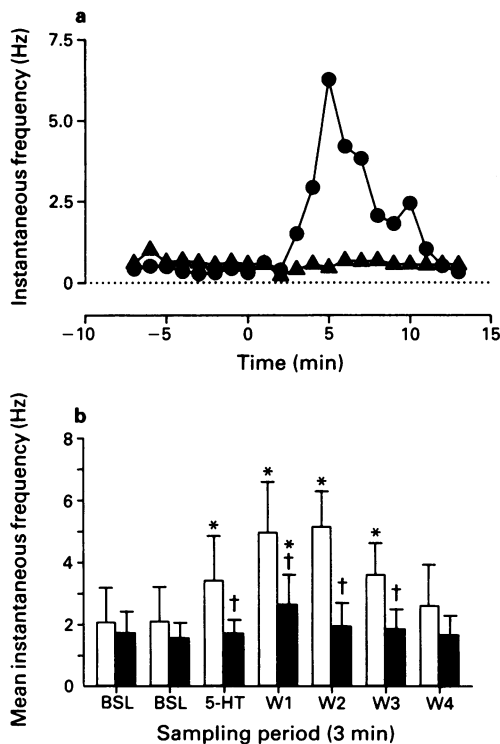 a
Instantaneous frequency (Hz)
7.5
5.0
2.5
0
−10 −5 0 5 10 15
Time (min)
b
Mean instantaneous frequency (Hz)
8
6
4
2
0
* * * * *
† † † †
BSL BSL 5-HT W1 W2 W3 W4
Sampling period (3 min)